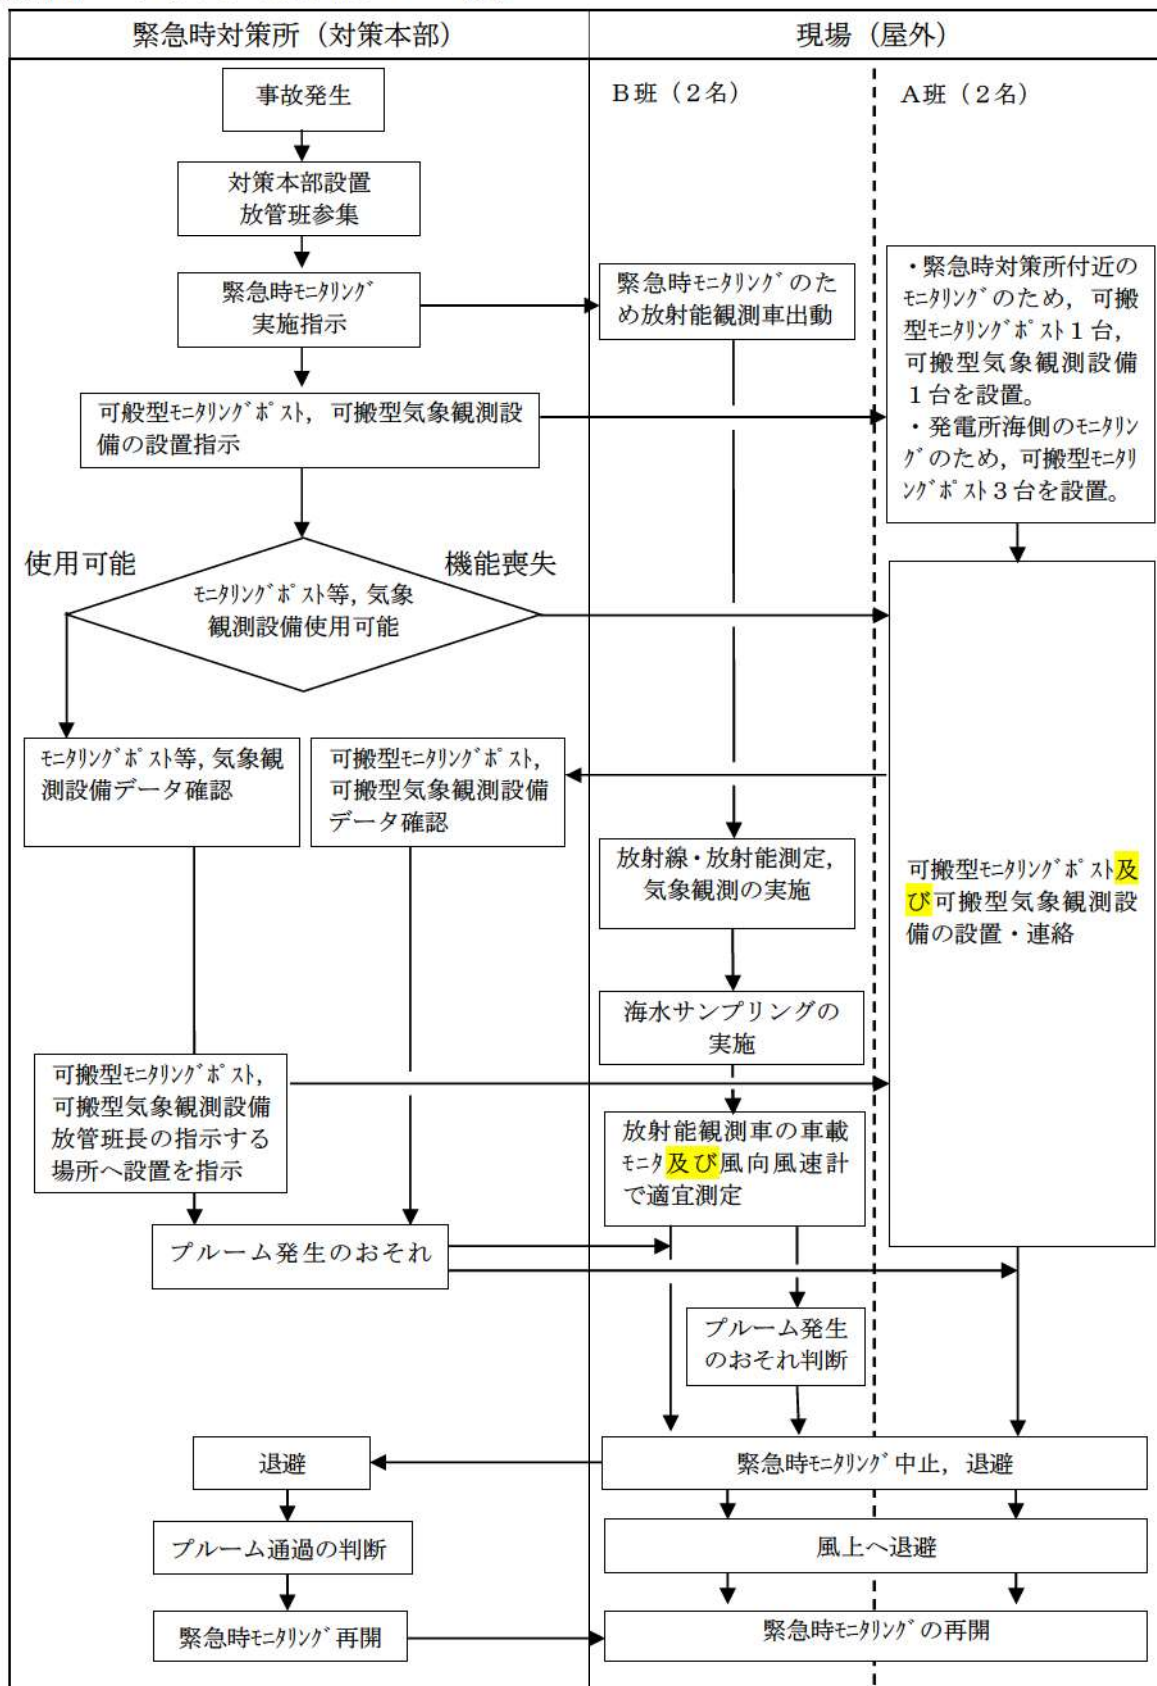 緊急時対策所（対策本部）
現場（屋外）
事故発生
B班（２名）
A班（２名）
対策本部設置
放管班参集
緊急時ﾓﾆﾀﾘﾝｸﾞ
実施指示
緊急時ﾓﾆﾀﾘﾝｸﾞのた
め放射能観測車出動
・緊急時対策所付近の
ﾓﾆﾀﾘﾝｸﾞのため，可搬
型ﾓﾆﾀﾘﾝｸﾞﾎﾟｽﾄ１台，
可搬型気象観測設備
１台を設置。
・発電所海側のﾓﾆﾀﾘﾝ
ｸﾞのため，可搬型ﾓﾆﾀﾘ
ﾝｸﾞﾎﾟｽﾄ３台を設置。
可般型ﾓﾆﾀﾘﾝｸﾞﾎﾟｽﾄ，可搬型気象観測設
備の設置指示
使用可能
機能喪失
ﾓﾆﾀﾘﾝｸﾞﾎﾟｽﾄ等，気象
観測設備使用可能
ﾓﾆﾀﾘﾝｸﾞﾎﾟｽﾄ等，気象観
測設備データ確認
可搬型ﾓﾆﾀﾘﾝｸﾞﾎﾟｽﾄ，
可搬型気象観測設備
データ確認
放射線・放射能測定，
気象観測の実施
可搬型ﾓﾆﾀﾘﾝｸﾞﾎﾟｽﾄ及
び可搬型気象観測設
備の設置・連絡
海水サンプリングの
実施
可搬型ﾓﾆﾀﾘﾝｸﾞﾎﾟｽﾄ，
可搬型気象観測設備
放管班長の指示する
場所へ設置を指示
放射能観測車の車載
ﾓﾆﾀ及び風向風速計
で適宜測定
プルーム発生のおそれ
プルーム発生
のおそれ判断
退避
緊急時ﾓﾆﾀﾘﾝｸﾞ中止，退避
プルーム通過の判断
風上へ退避
緊急時ﾓﾆﾀﾘﾝｸﾞ再開
緊急時ﾓﾆﾀﾘﾝｸﾞの再開